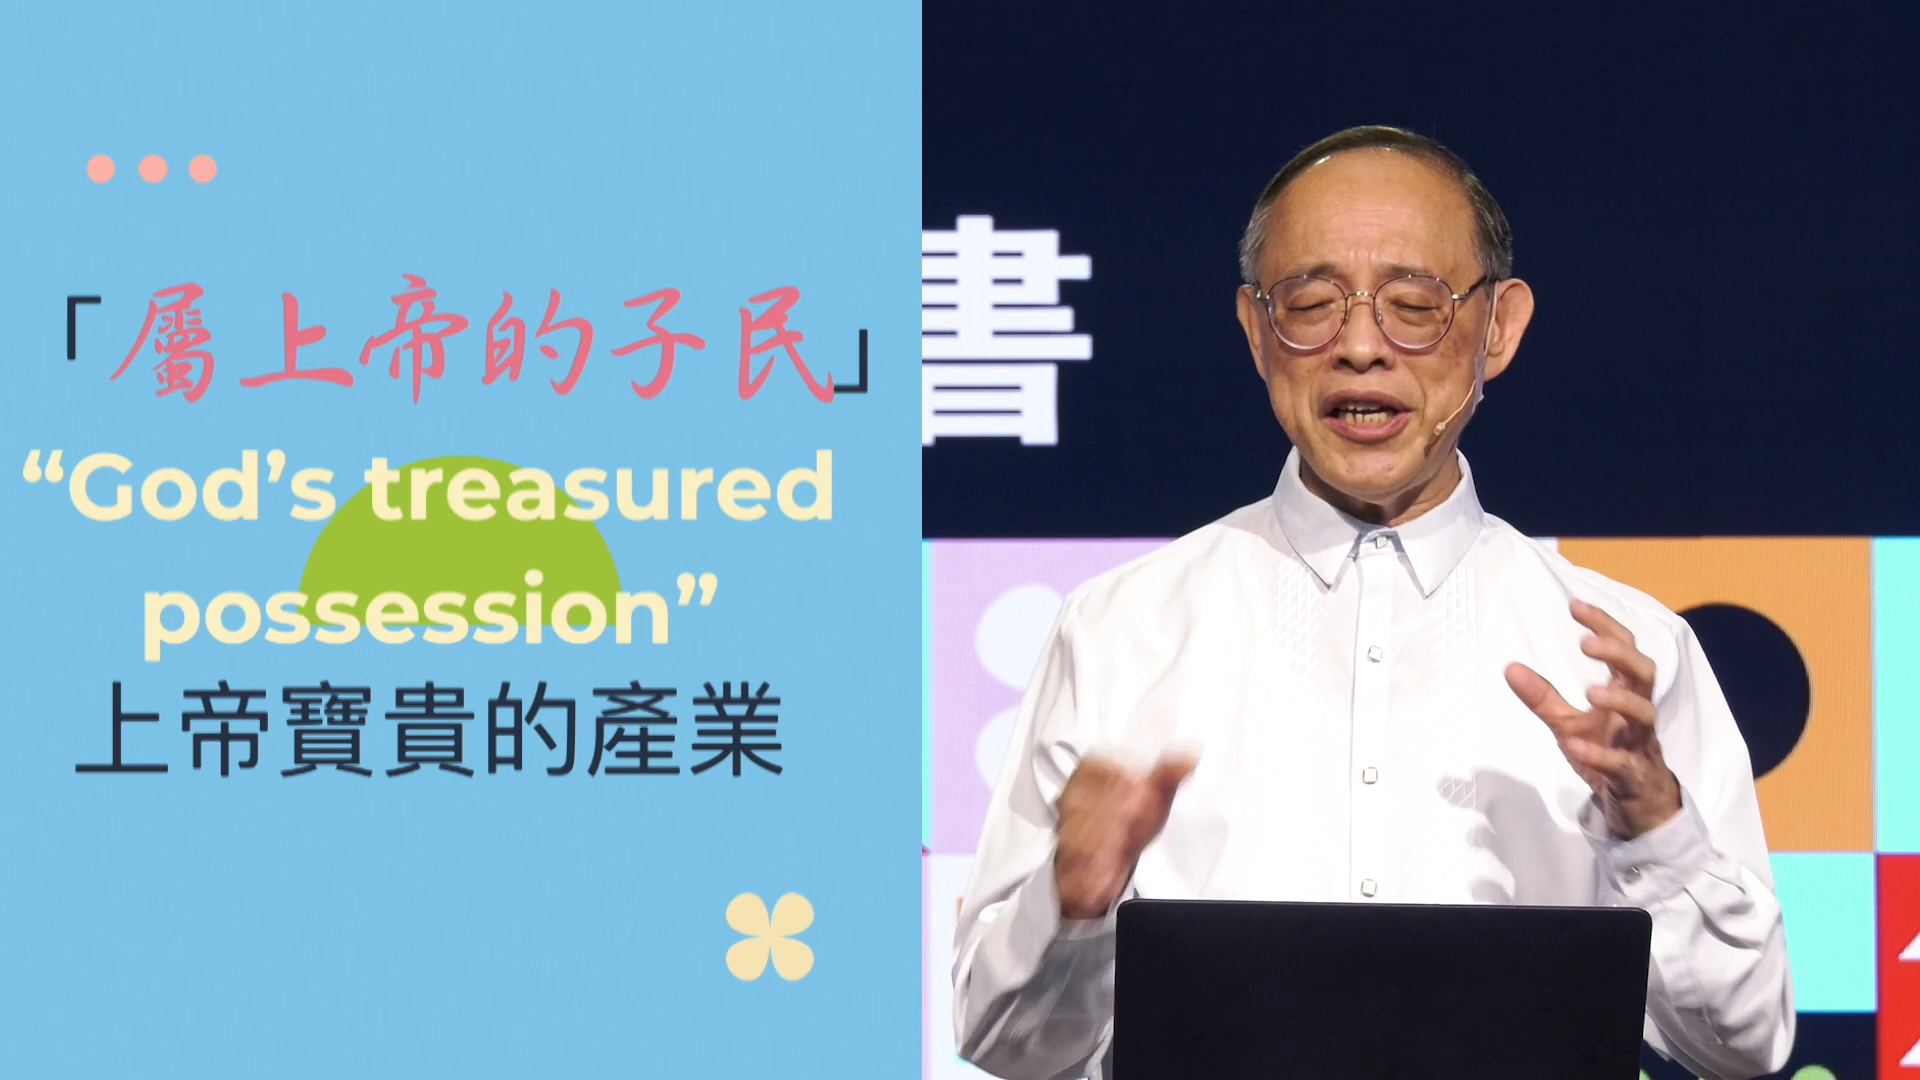 「屬上帝的子民」
“God’s treasured
possession”
上帝寶貴的產業
書